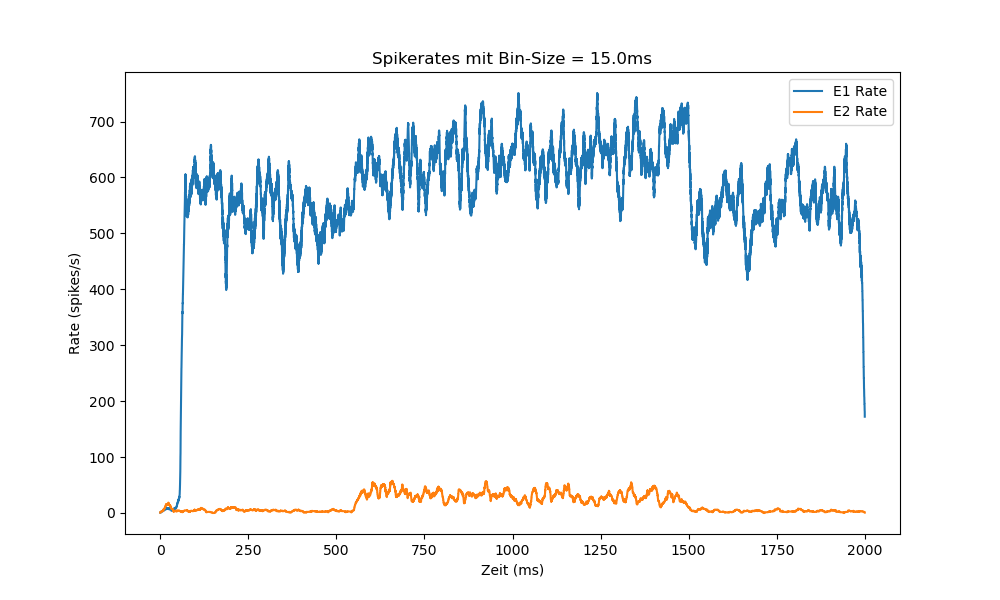 Spikerates mit Bin-Size = 15.0ms
E1 Rate
E2 Rate
Rate (spikes/s)
700
600
500
400
300
200
100
0
0 250 500 750 1000 1250 1500 1750 2000
Zeit (ms)